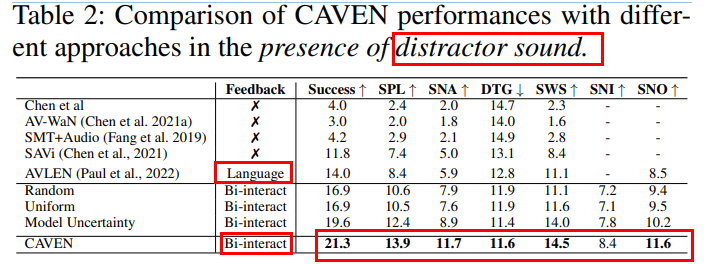 Table 2: Comparison of CAVEN performances with differ-
ent approaches in the presence of distractor sound.
Feedback Success ↑ SPL ↑ SNA ↑ DTG ↓ SWS ↑ SNI ↑ SNO ↑
Chen et al ✗ 4.0 2.4 2.0 14.7 2.3 - -
AV-WaN (Chen et al. 2021a) ✗ 3.0 2.0 1.8 14.0 1.6 - -
SMT+Audio (Fang et al. 2019) ✗ 4.2 2.9 2.1 14.9 2.8 - -
SAVi (Chen et al., 2021) ✗ 11.8 7.4 5.0 13.1 8.4 - -
AVLEN (Paul et al., 2022) Language 14.0 8.4 5.9 12.8 11.1 - 8.5
Random Bi-interact 16.9 10.6 7.9 11.9 11.1 7.2 9.4
Uniform Bi-interact 16.9 10.5 7.6 11.9 11.6 7.1 9.5
Model Uncertainty Bi-interact 19.6 12.4 8.9 11.4 14.0 7.8 10.2
CAVEN Bi-interact 21.3 13.9 11.7 11.6 14.5 8.4 11.6